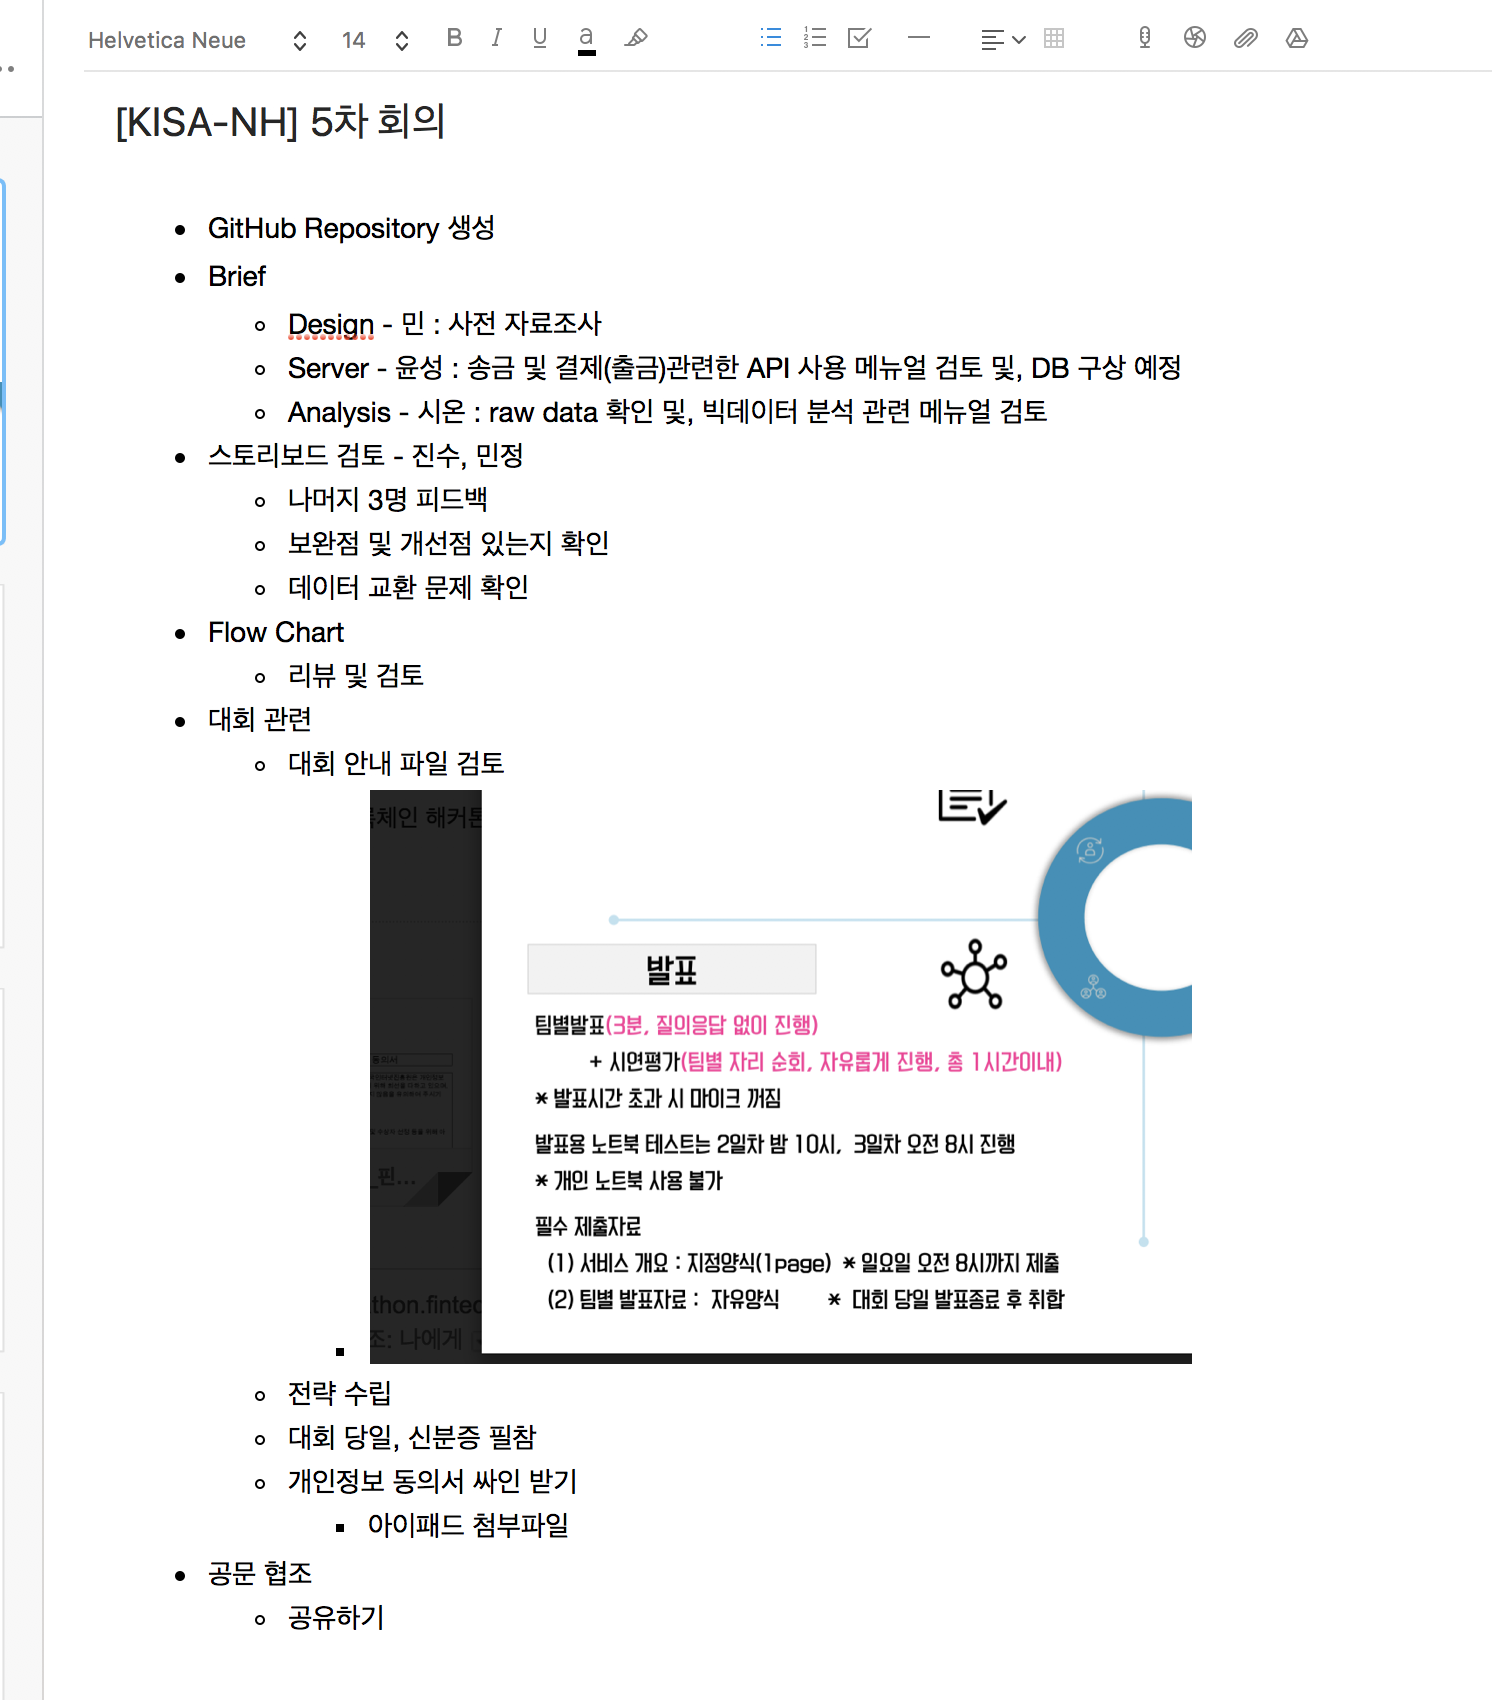 Helvetica Neue 14 B I U a
[KISA-NH] 5차 회의
GitHub Repository 생성
Brief
Design - 민 : 사전 자료조사
Server - 윤성 : 송금 및 결제(출금)관련한 API 사용 메뉴얼 검토 및, DB 구상 예정
Analysis - 시온 : raw data 확인 및, 빅데이터 분석 관련 메뉴얼 검토
스토리보드 검토 - 진수, 민정
나머지 3명 피드백
보완점 및 개선점 있는지 확인
데이터 교환 문제 확인
Flow Chart
리뷰 및 검토
대회 관련
대회 안내 파일 검토
체인 해커톤
발표
팀별발표(3분, 질의응답 없이 진행)
+ 시연평가(팀별 자리 순회, 자유롭게 진행, 총 1시간이내)
* 발표시간 초과 시 마이크 꺼짐
발표용 노트북 테스트는 2일차 밤 10시, 3일차 오전 8시 진행
* 개인 노트북 사용 불가
_핀...
필수 제출자료
(1) 서비스 개요 : 지정양식(1page) * 일요일 오전 8시까지 제출
(2) 팀별 발표자료 : 자유양식 * 대회 당일 발표종료 후 취합
thon.fintec
조: 나에게
전략 수립
대회 당일, 신분증 필참
개인정보 동의서 싸인 받기
아이패드 첨부파일
공문 협조
공유하기